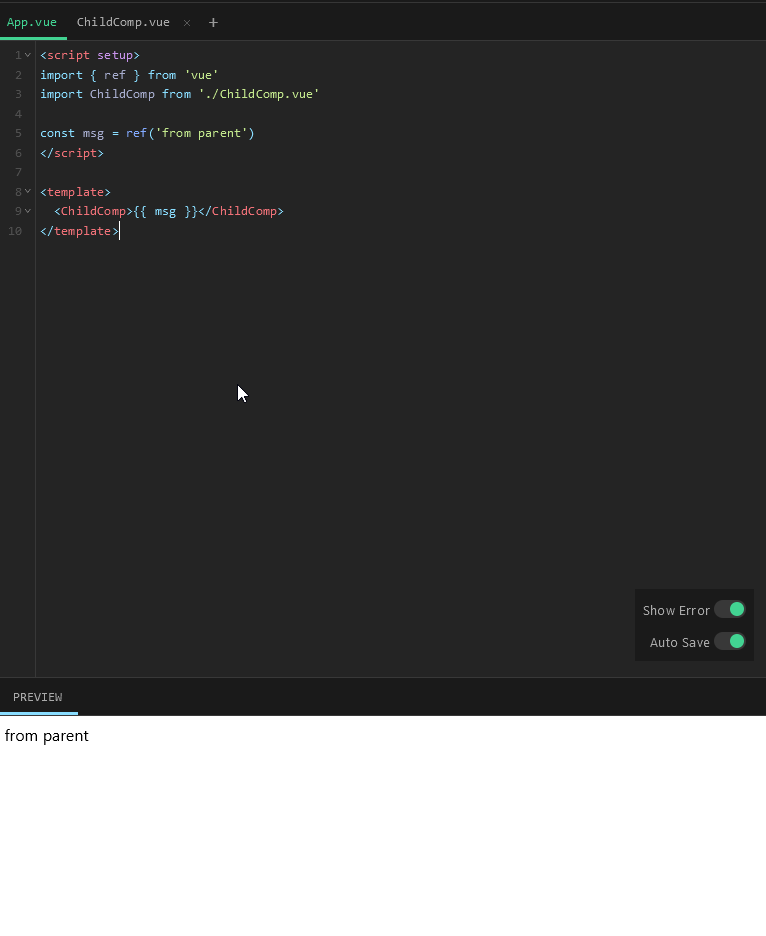 App.vue ChildComp.vue × +
1 <script setup>
2 import { ref } from 'vue'
3 import ChildComp from './ChildComp.vue'
4
5 const msg = ref('from parent')
6 </script>
7
8 <template>
9   <ChildComp>{{ msg }}</ChildComp>
10 </template>
Show Error
Auto Save
PREVIEW
from parent